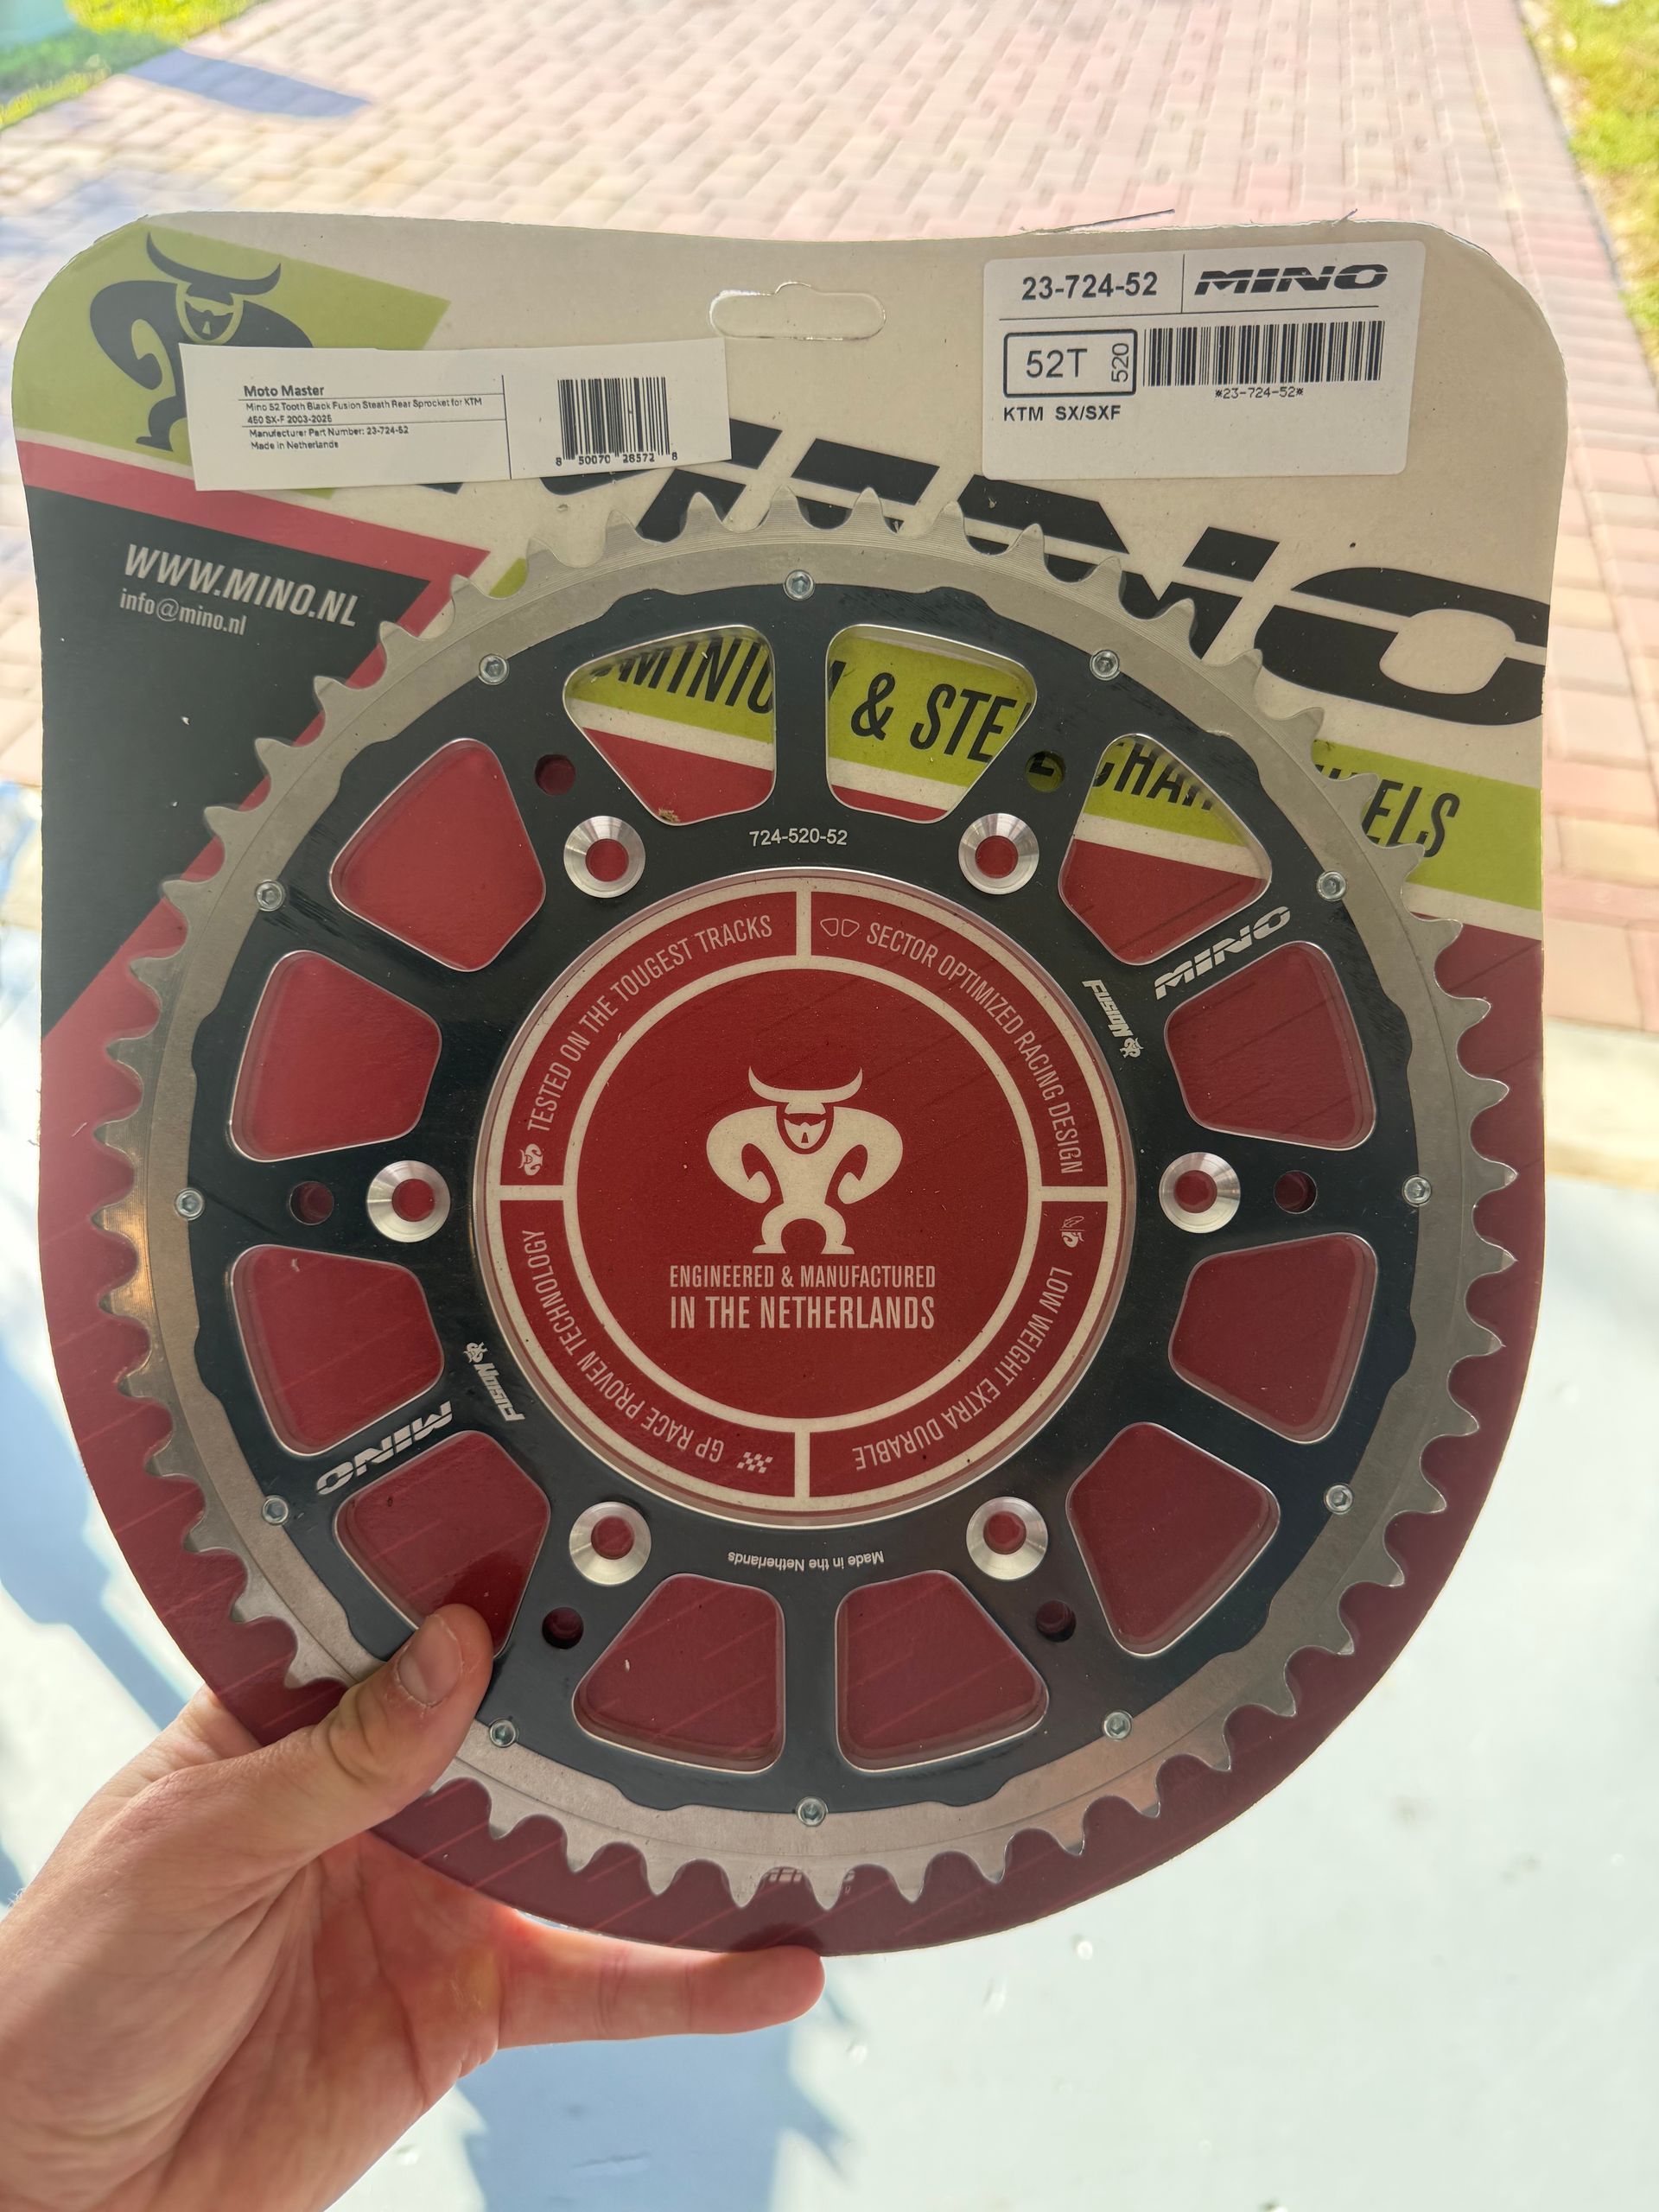 23-724-52
MINO
52T
520
*23-724-52*
KTM SX/SXF
Moto Master
Mino 52 Tooth Black Fusion Steath Rear Sprocket for KTM
450 SX-F 2003-2025
Manufacturer Part Number: 23-724-52
Made in Netherlands
8 50070 28572 8
WWW.MINO.NL
info@mino.nl
& STEEL
724-520-52
MINO
FUSION
TESTED ON THE TOUGEST TRACKS
SECTOR OPTIMIZED RACING DESIGN
LOW WEIGHT EXTRA DURABLE
GP RACE PROVEN TECHNOLOGY
ENGINEERED & MANUFACTURED
IN THE NETHERLANDS
FUSION
MINO
Made in the Netherlands